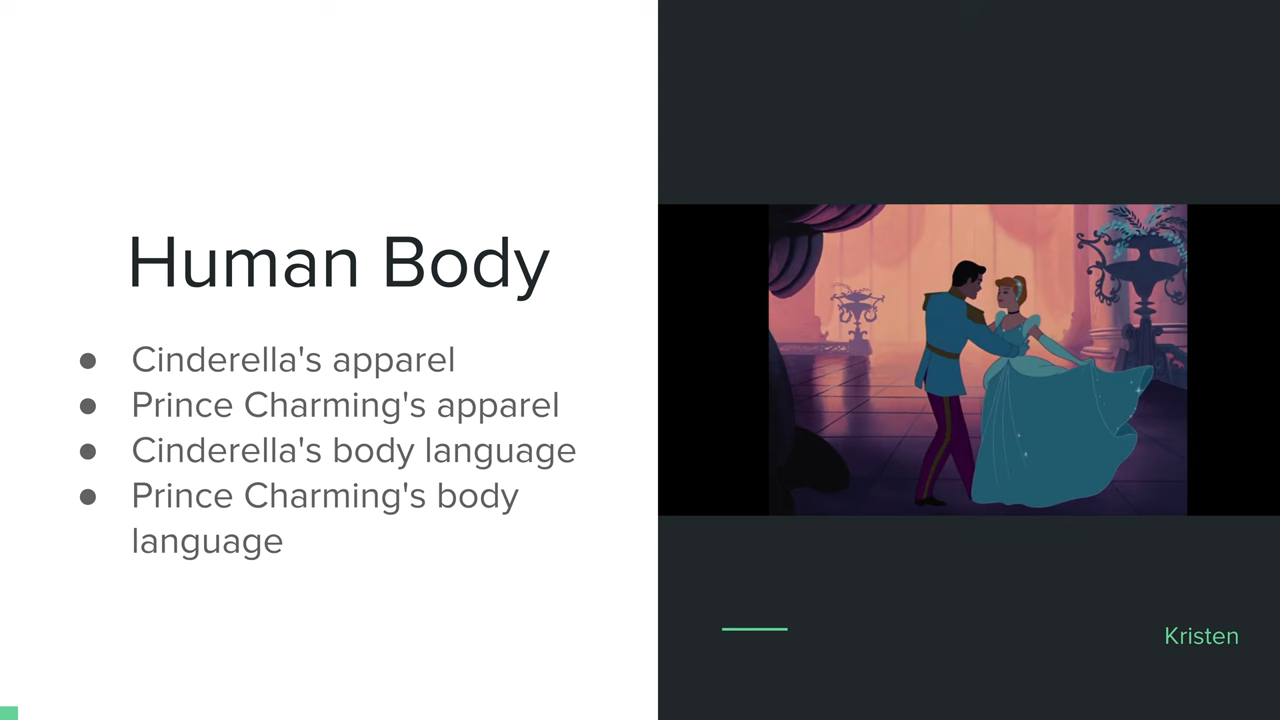 Human Body
● Cinderella's apparel
● Prince Charming's apparel
● Cinderella's body language
● Prince Charming's body
language
Kristen